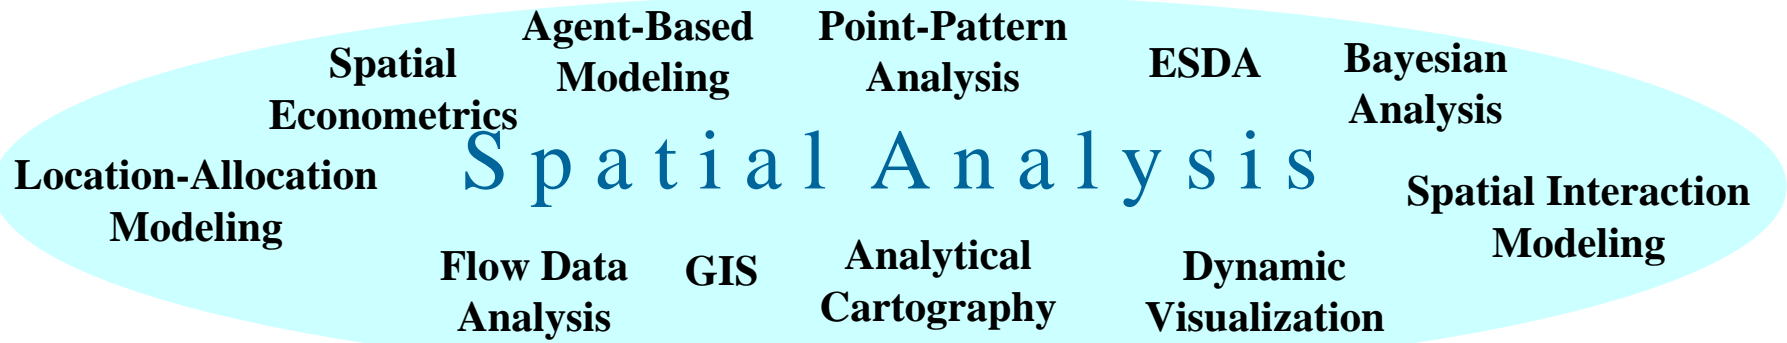 Agent-Based
Modeling
Point-Pattern
Analysis
Spatial
Econometrics
ESDA
Bayesian
Analysis
Spatial Analysis
Location-Allocation
Modeling
Spatial Interaction
Modeling
Flow Data
Analysis
GIS
Analytical
Cartography
Dynamic
Visualization